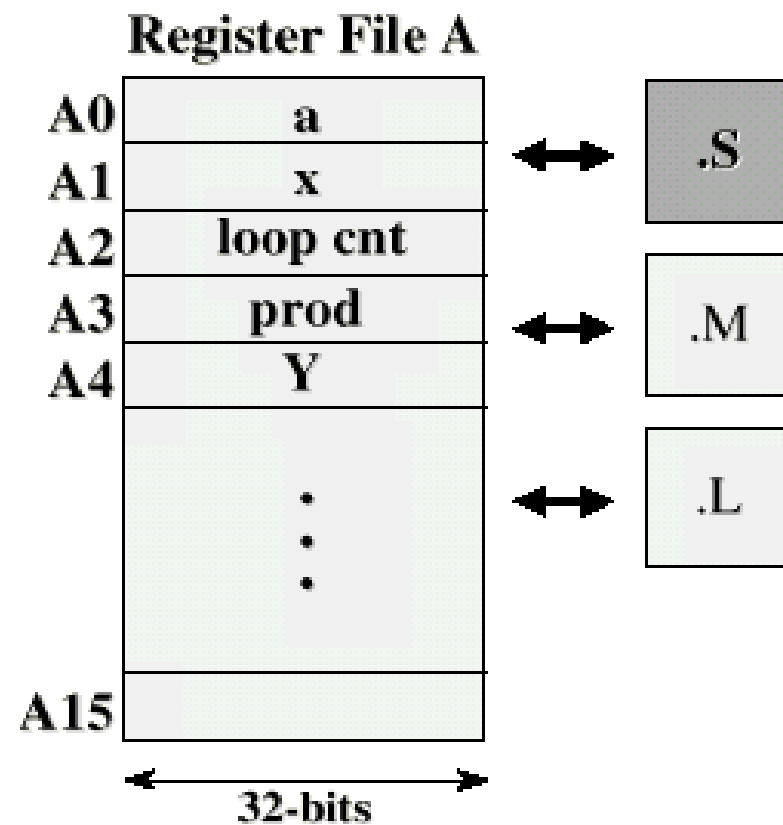 Register File A
A0 a
.S
A1 x
A2 loop cnt
A3 prod
.M
A4 Y
.L
A15
32-bits